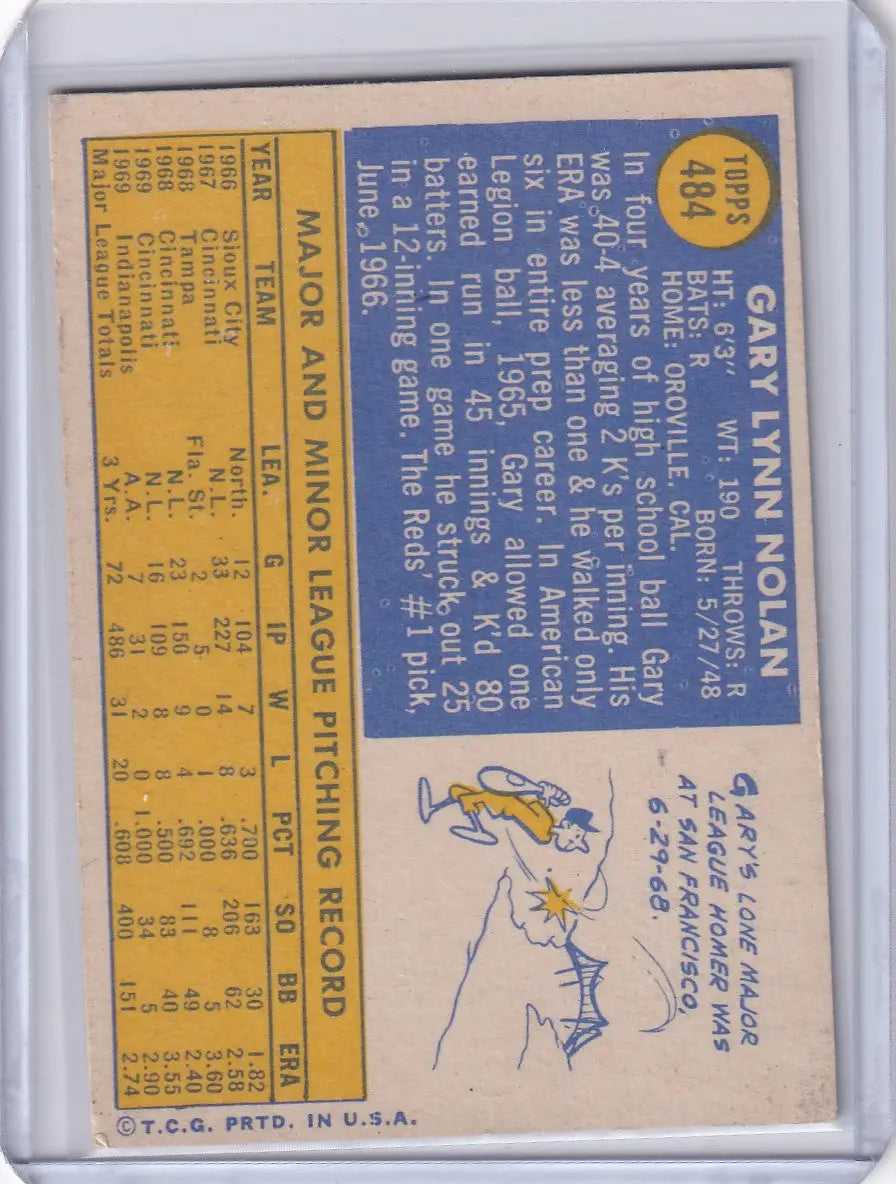 TOPPS
484
GARY LYNN NOLAN
HT: 6'3" WT: 190 THROWS: R
BATS: R BORN: 5/27/48
HOME: OROVILLE, CAL.
In four years of high school ball Gary
was 40-4 averaging 2 K's per inning. His
ERA was less than one & he walked only
six in entire prep career. In American
Legion ball, 1965, Gary allowed one
earned run in 45 innings & K'd 80
batters. In one game he struck out 25
in a 12-inning game. The Reds' #1 pick,
June, 1966.
GARY'S LONE MAJOR
LEAGUE HOMER WAS
AT SAN FRANCISCO,
6-29-68.
MAJOR AND MINOR LEAGUE PITCHING RECORD
YEAR TEAM LEA. G IP W L PCT SO BB ERA
1966 Sioux City North. 12 104 7 3 .700 163 30 1.82
1967 Cincinnati N.L. 33 227 14 8 .636 206 62 2.58
1968 Tampa Fla. St. 2 5 0 1 .000 8 5 3.60
1968 Cincinnati N.L. 23 150 9 4 .692 111 49 2.40
1969 Cincinnati N.L. 16 109 8 8 .500 83 40 3.55
1969 Indianapolis A.A. 7 31 2 0 1.000 34 5 2.90
Major League Totals 3 Yrs. 72 486 31 20 .608 400 151 2.74
© T.C.G. PRTD. IN U.S.A.